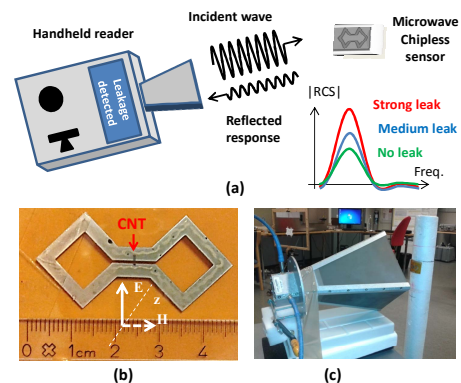 Handheld reader
Incident wave
Microwave
Chipless
sensor
Leakage
detected
Reflected
response
|RCS|
Strong leak
Medium leak
No leak
Freq.
(a)
CNT
E
z
H
0 1cm 2 3 4
(b)
(c)